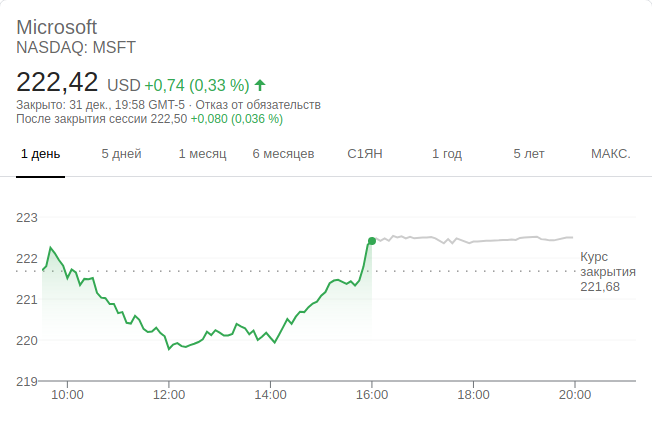 Microsoft
NASDAQ: MSFT
222,42 USD +0,74 (0,33 %)
Закрыто: 31 дек., 19:58 GMT-5 · Отказ от обязательств
После закрытия сессии 222,50 +0,080 (0,036 %)
1 день 5 дней 1 месяц 6 месяцев С1ЯН 1 год 5 лет МАКС.
223
222
221
220
219
Курс
закрытия
221,68
10:00 12:00 14:00 16:00 18:00 20:00